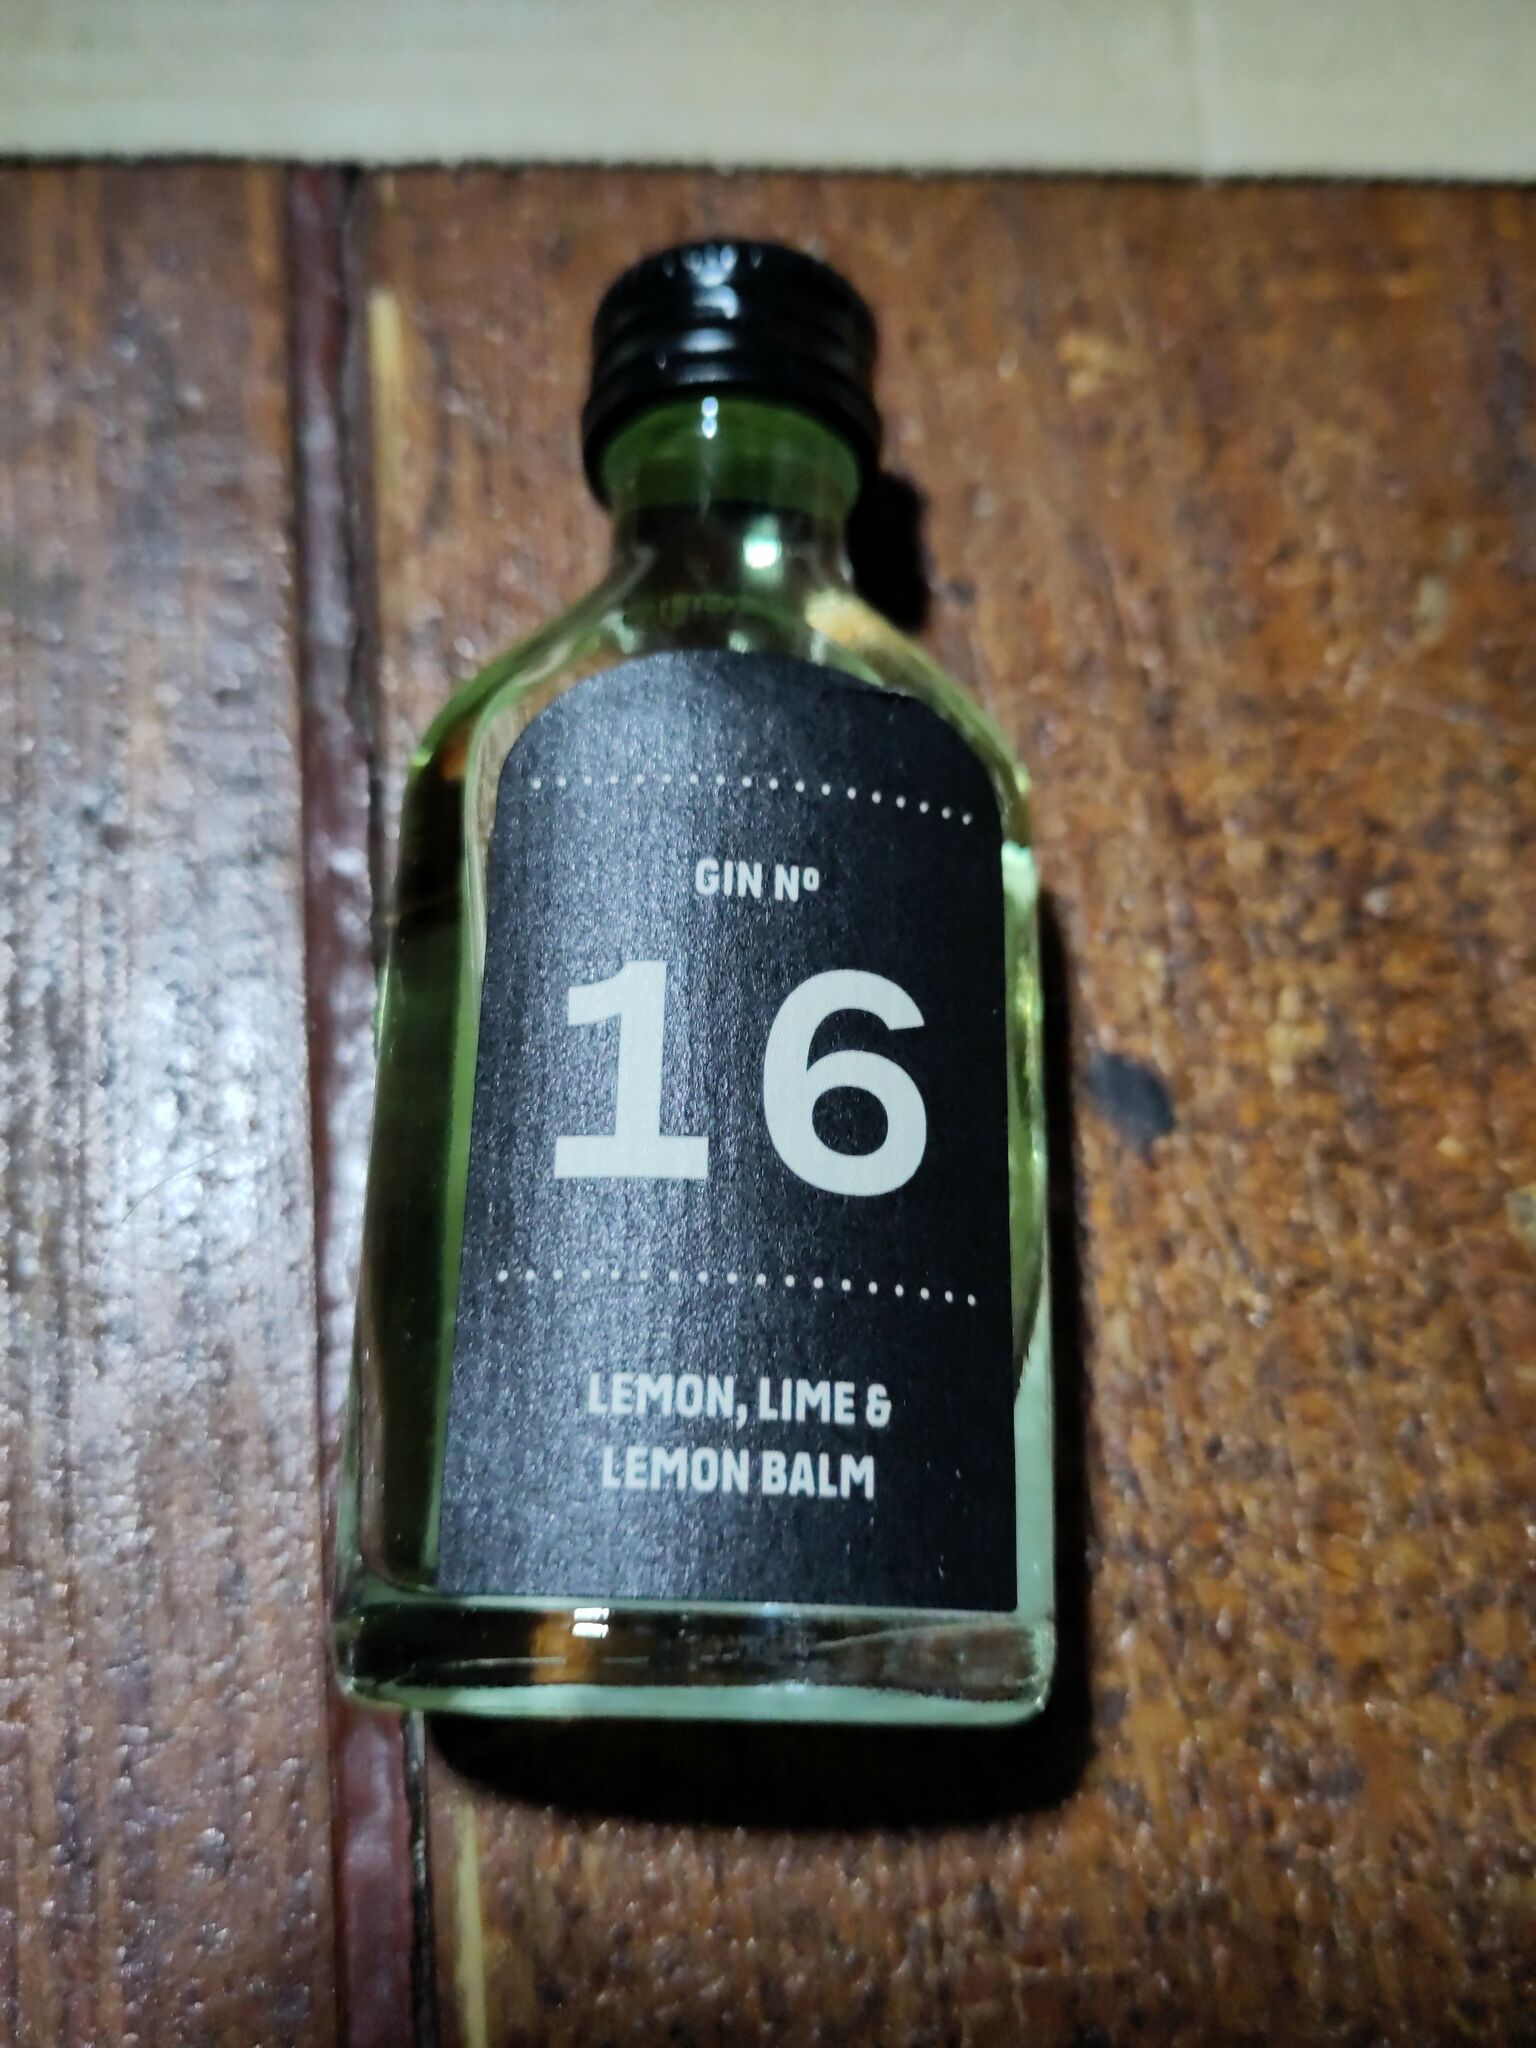 GIN Nº
16
LEMON, LIME &
LEMON BALM